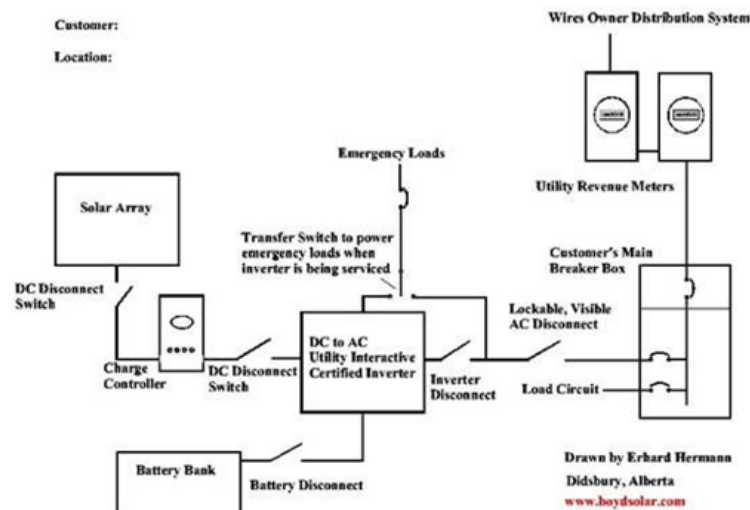 Customer:
Wires Owner Distribution System
Location:
Emergency Loads
Utility Revenue Meters
Solar Array
Transfer Switch to power
emergency loads when
inverter is being serviced
Customer's Main
Breaker Box
DC Disconnect
Switch
Lockable, Visible
AC Disconnect
DC to AC
Utility Interactive
Certified Inverter
Charge
Controller
DC Disconnect
Switch
Inverter
Disconnect
Load Circuit
Battery Bank
Battery Disconnect
Drawn by Erhard Hermann
Didsbury, Alberta
www.boydsolar.com